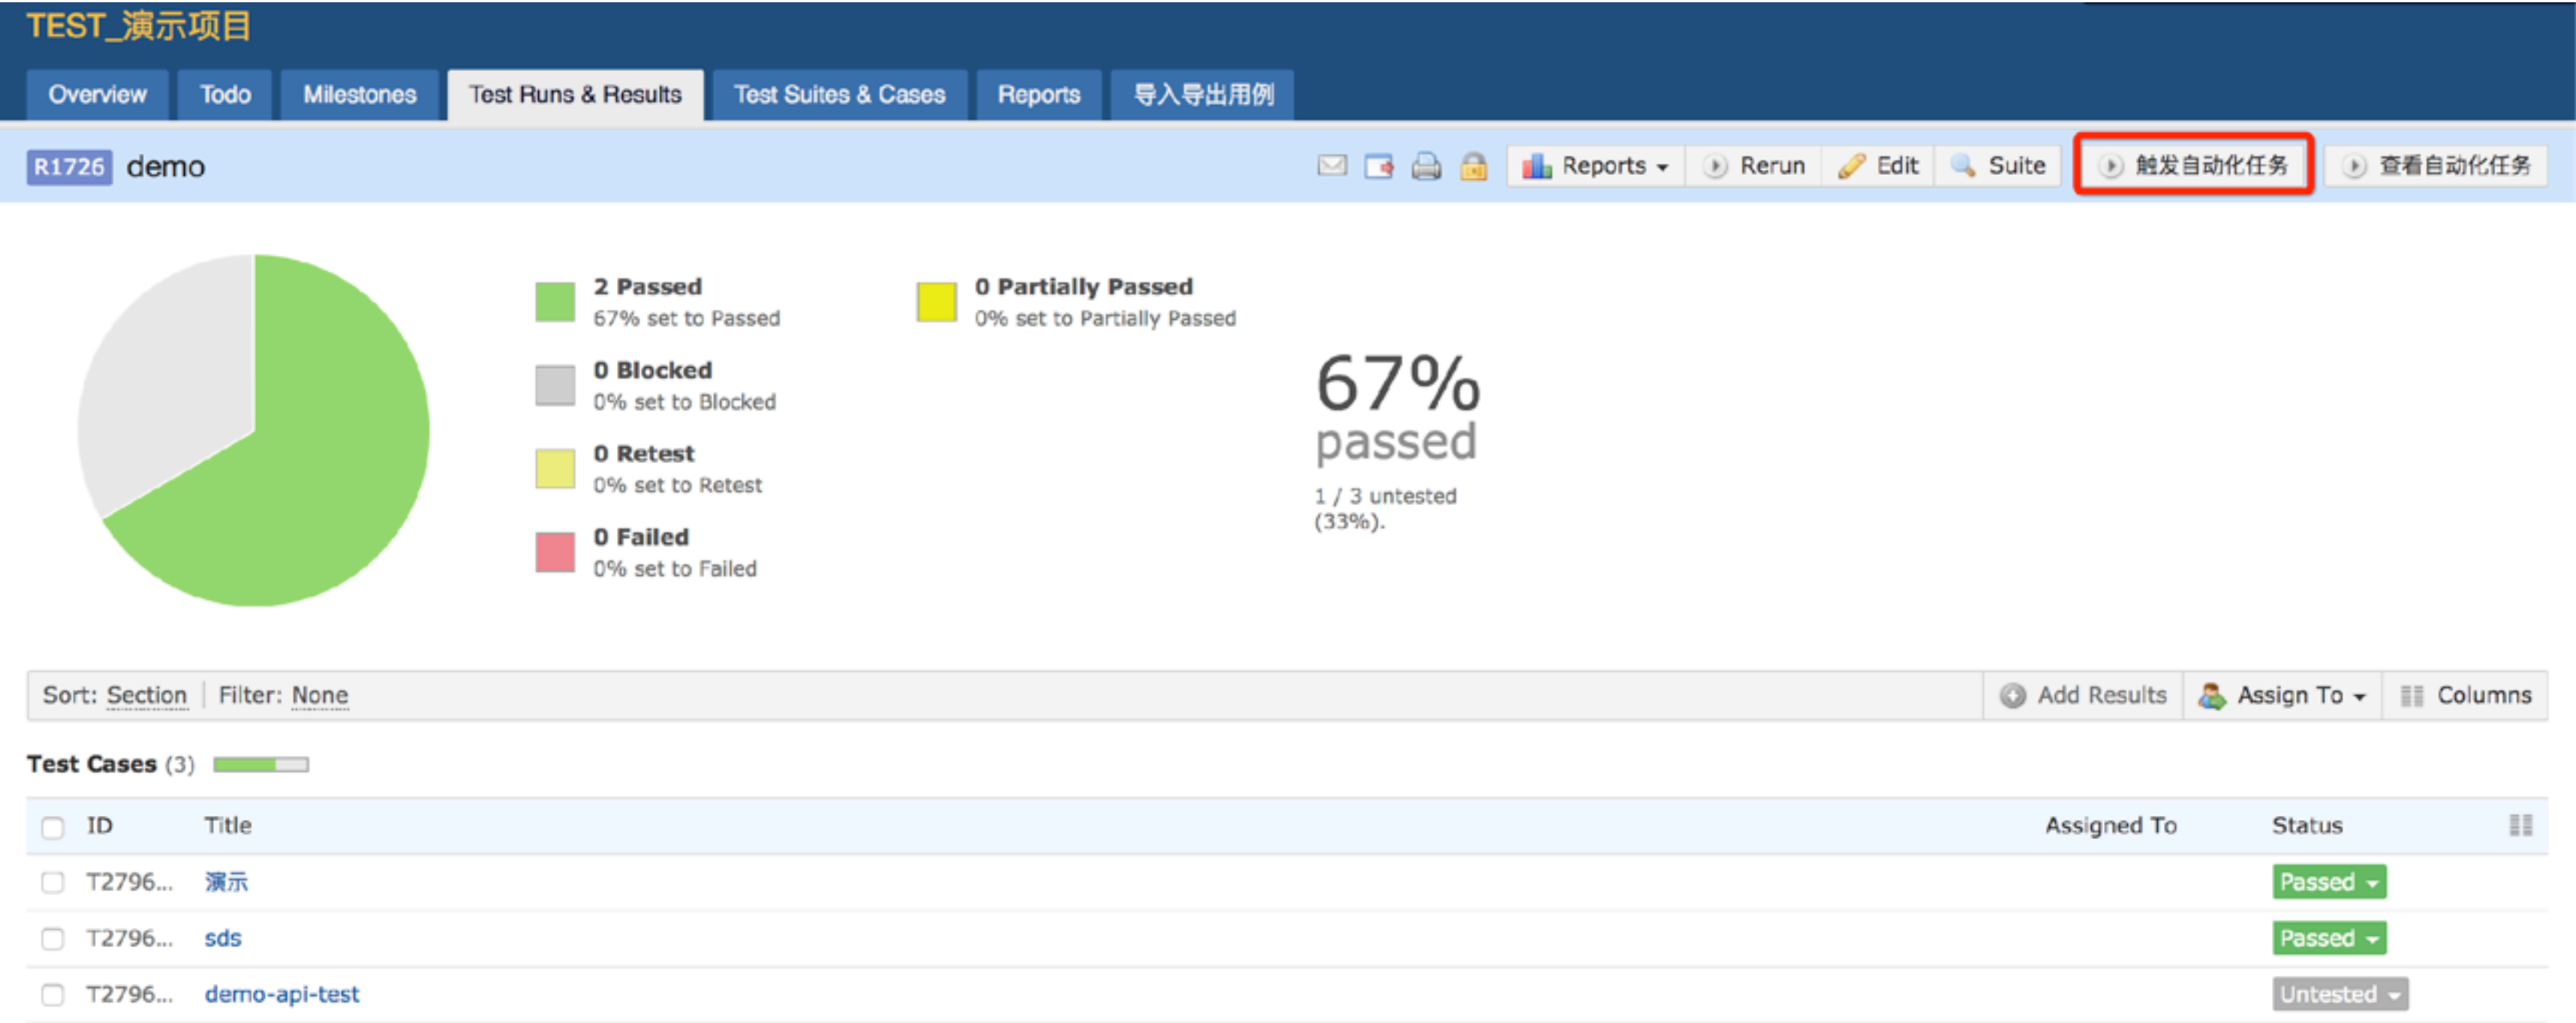 TEST_演示项目
Overview Todo Milestones Test Runs & Results Test Suites & Cases Reports 导入导出用例
R1726 demo Reports Rerun Edit Suite 触发自动化任务 查看自动化任务
2 Passed
67% set to Passed
0 Partially Passed
0% set to Partially Passed
0 Blocked
0% set to Blocked
0 Retest
0% set to Retest
0 Failed
0% set to Failed
67%
passed
1 / 3 untested
(33%).
Sort: Section Filter: None Add Results Assign To Columns
Test Cases (3)
ID Title Assigned To Status
T2796... 演示 Passed
T2796... sds Passed
T2796... demo-api-test Untested